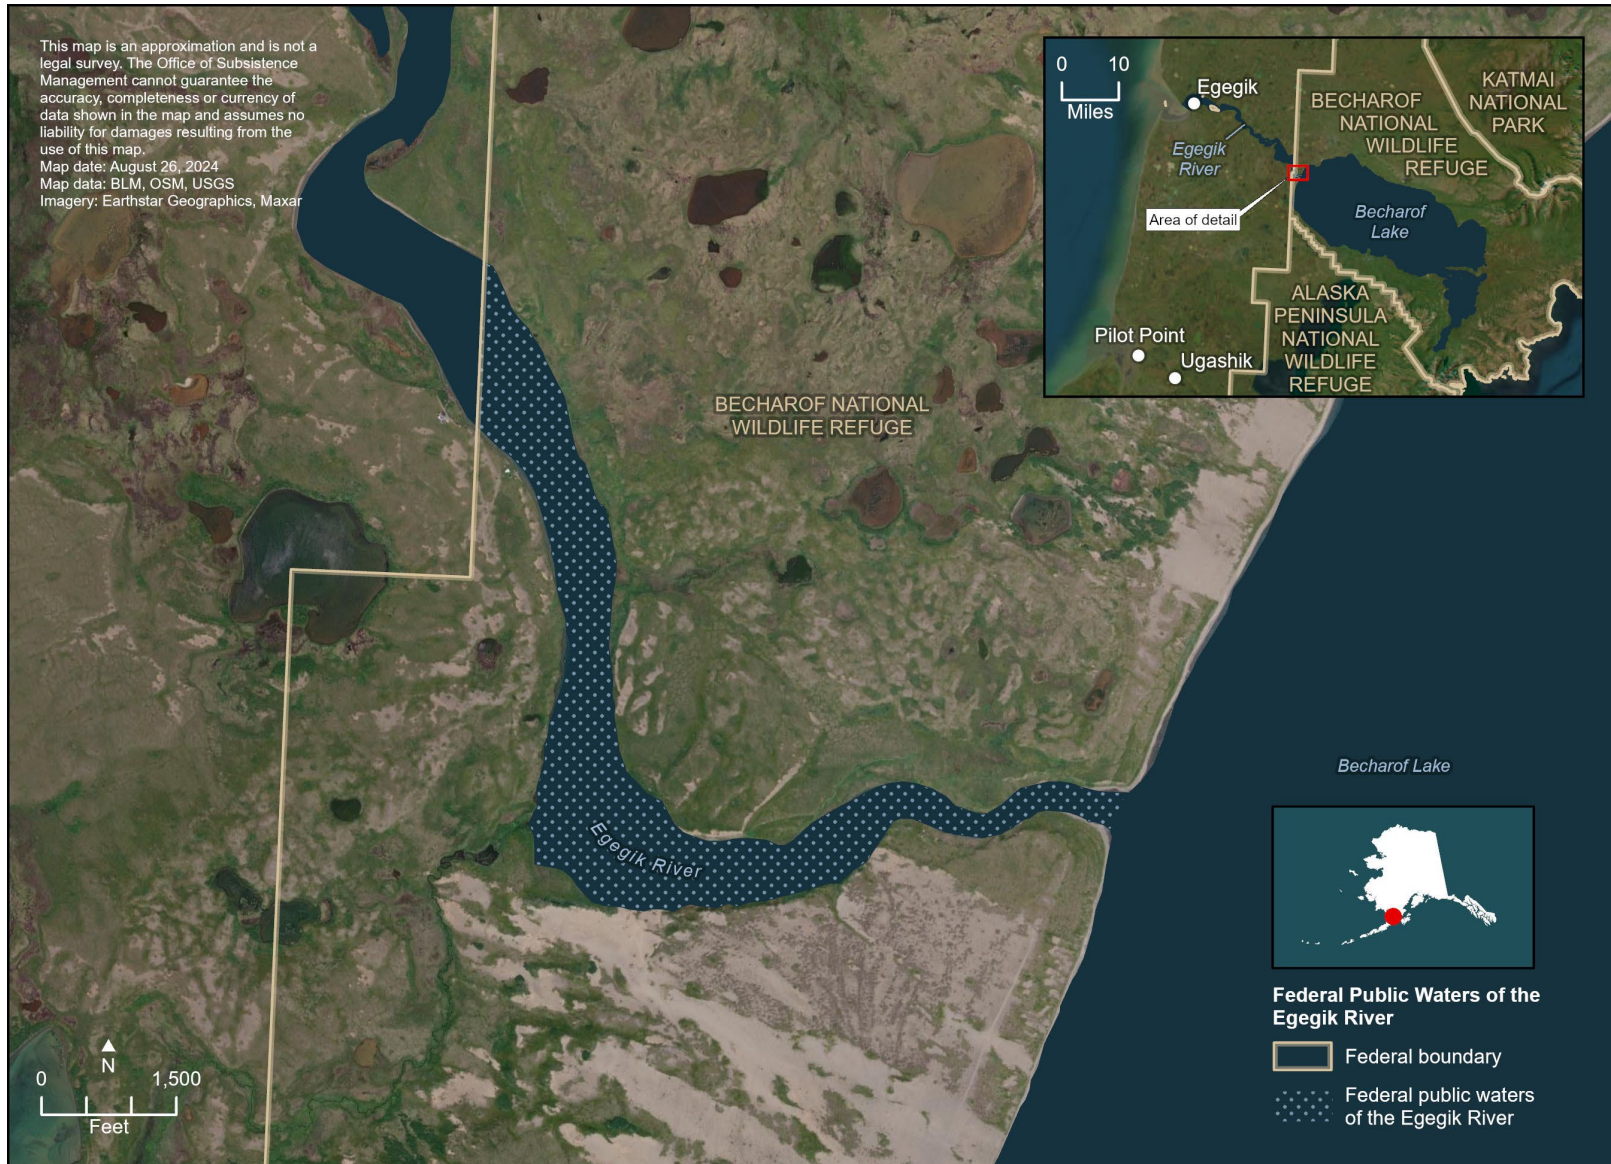 This map is an approximation and is not a
legal survey. The Office of Subsistence
Management cannot guarantee the
accuracy, completeness or currency of
data shown in the map and assumes no
liability for damages resulting from the
use of this map.
Map date: August 26, 2024
Map data: BLM, OSM, USGS
Imagery: Earthstar Geographics, Maxar
0 10
Miles
Egegik
Egegik
River
BECHAROF
NATIONAL
WILDLIFE
REFUGE
KATMAI
NATIONAL
PARK
Area of detail
Becharof
Lake
ALASKA
PENINSULA
NATIONAL
WILDLIFE
REFUGE
Pilot Point
Ugashik
BECHAROF NATIONAL
WILDLIFE REFUGE
Becharof Lake
Egegik River
N
0 1,500
Feet
Federal Public Waters of the
Egegik River
Federal boundary
Federal public waters
of the Egegik River